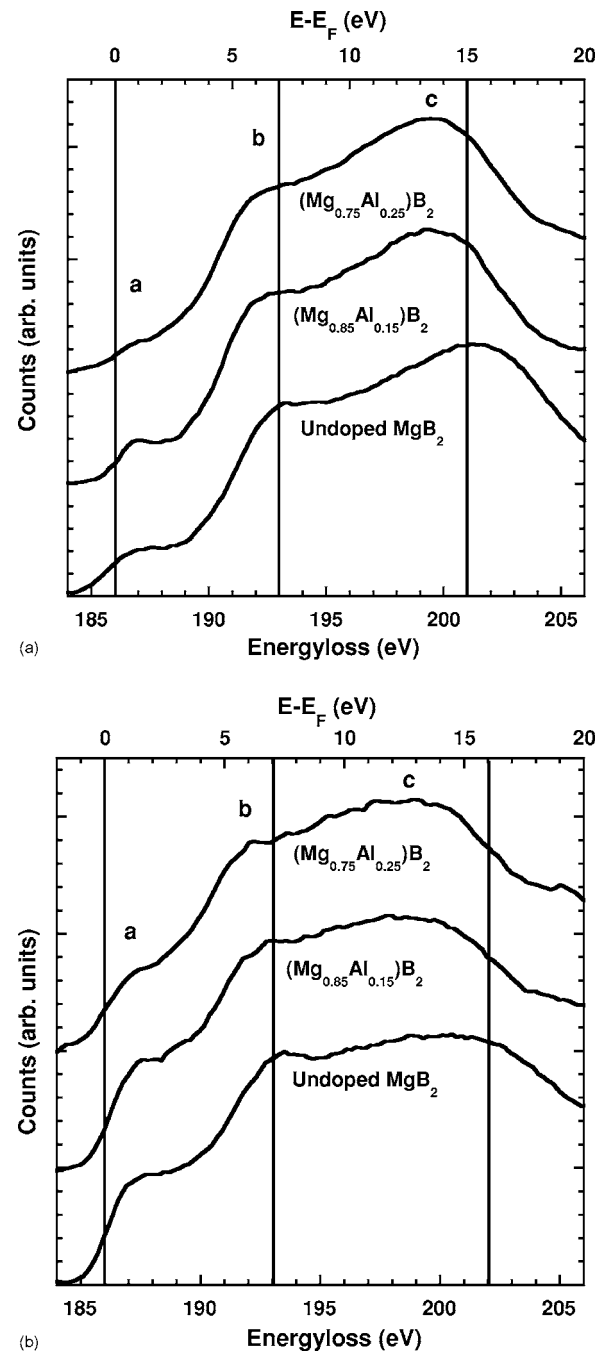 E-E_F (eV)
0 5 10 15 20
c
b
(Mg0.75Al0.25)B2
a
(Mg0.85Al0.15)B2
Counts (arb. units)
Undoped MgB2
185 190 195 200 205
(a)
Energyloss (eV)
E-E_F (eV)
0 5 10 15 20
c
b
(Mg0.75Al0.25)B2
a
(Mg0.85Al0.15)B2
Counts (arb. units)
Undoped MgB2
185 190 195 200 205
(b)
Energyloss (eV)